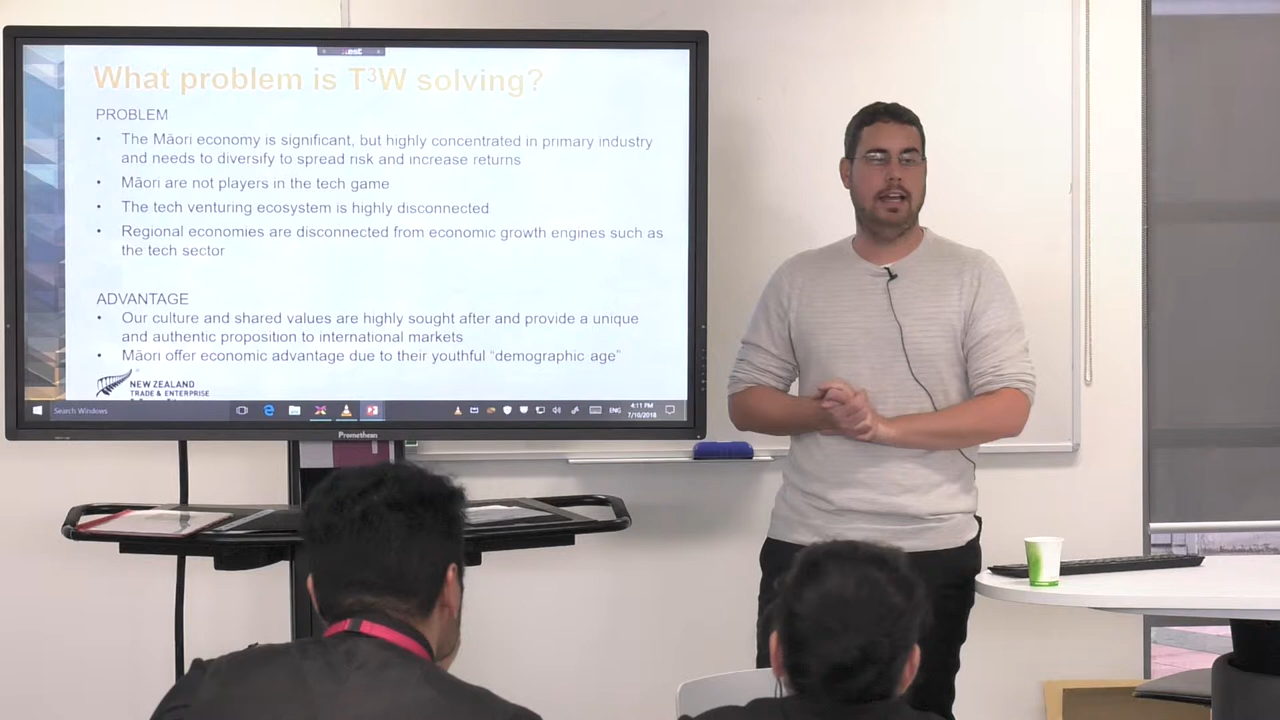 What problem is T³W solving?
PROBLEM
• The Māori economy is significant, but highly concentrated in primary industry
and needs to diversify to spread risk and increase returns
• Māori are not players in the tech game
• The tech venturing ecosystem is highly disconnected
• Regional economies are disconnected from economic growth engines such as
the tech sector
ADVANTAGE
• Our culture and shared values are highly sought after and provide a unique
and authentic proposition to international markets
• Māori offer economic advantage due to their youthful “demographic age”
NEW ZEALAND
TRADE & ENTERPRISE
Search Windows
ENG
4:11 PM
7/10/2018
Promethean